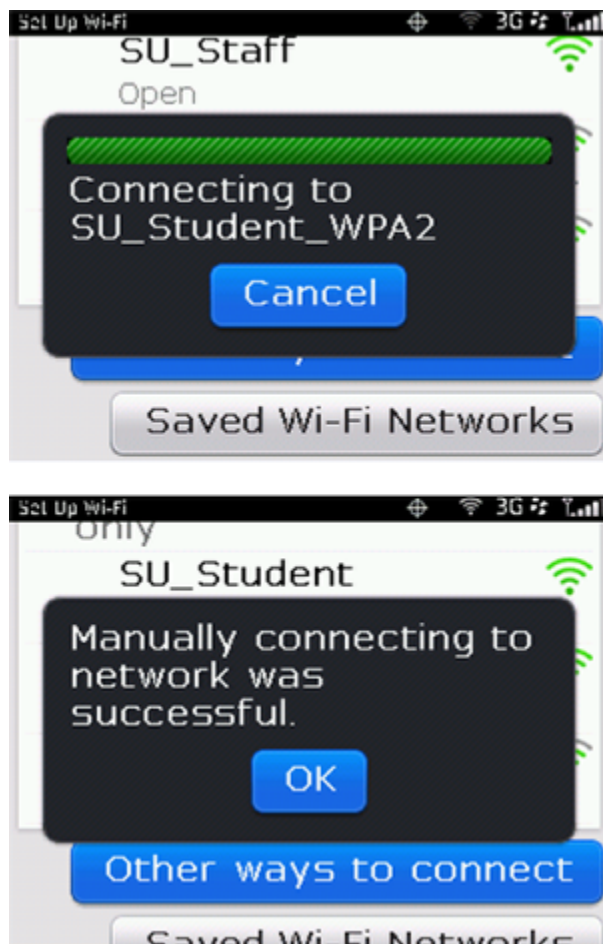 Set Up Wi-Fi 3G
SU_Staff
Open
Connecting to
SU_Student_WPA2
Cancel
Saved Wi-Fi Networks
Set Up Wi-Fi 3G
only
SU_Student
Manually connecting to
network was
successful.
OK
Other ways to connect
Saved Wi-Fi Networks